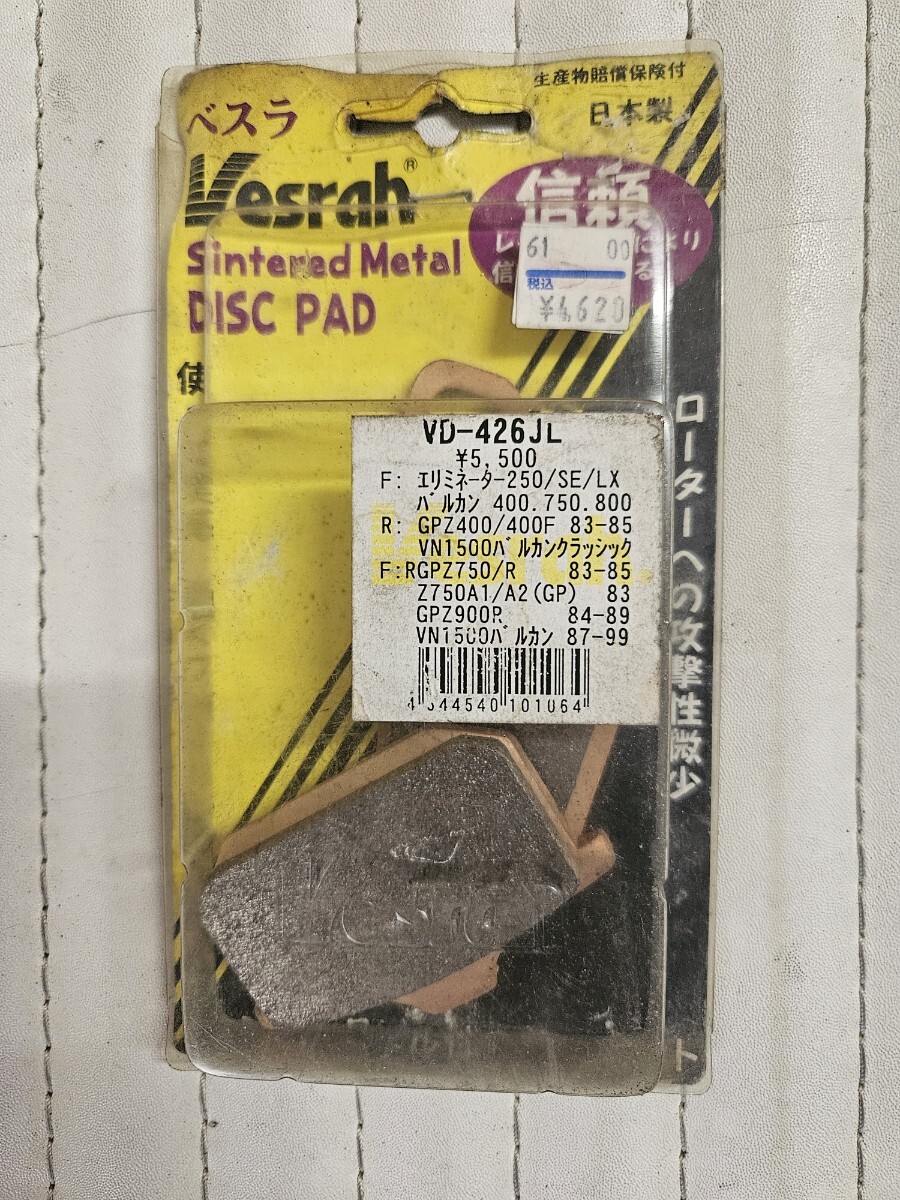 生産物賠償保険付
日本製
ベスラ
Vesrah®
Sintered Metal
DISC PAD
信頼
61 00
税込
¥4,620
使
VD-426JL
¥5,500
F: エリミネーター250/SE/LX
バルカン 400.750.800
R: GPZ400/400F 83-85
VN1500バルカンクラッシック
F:RGPZ750/R 83-85
Z750A1/A2(GP) 83
GPZ900R 84-89
VN1500バルカン 87-99
4 544540 101064
ローターへの攻撃性微少